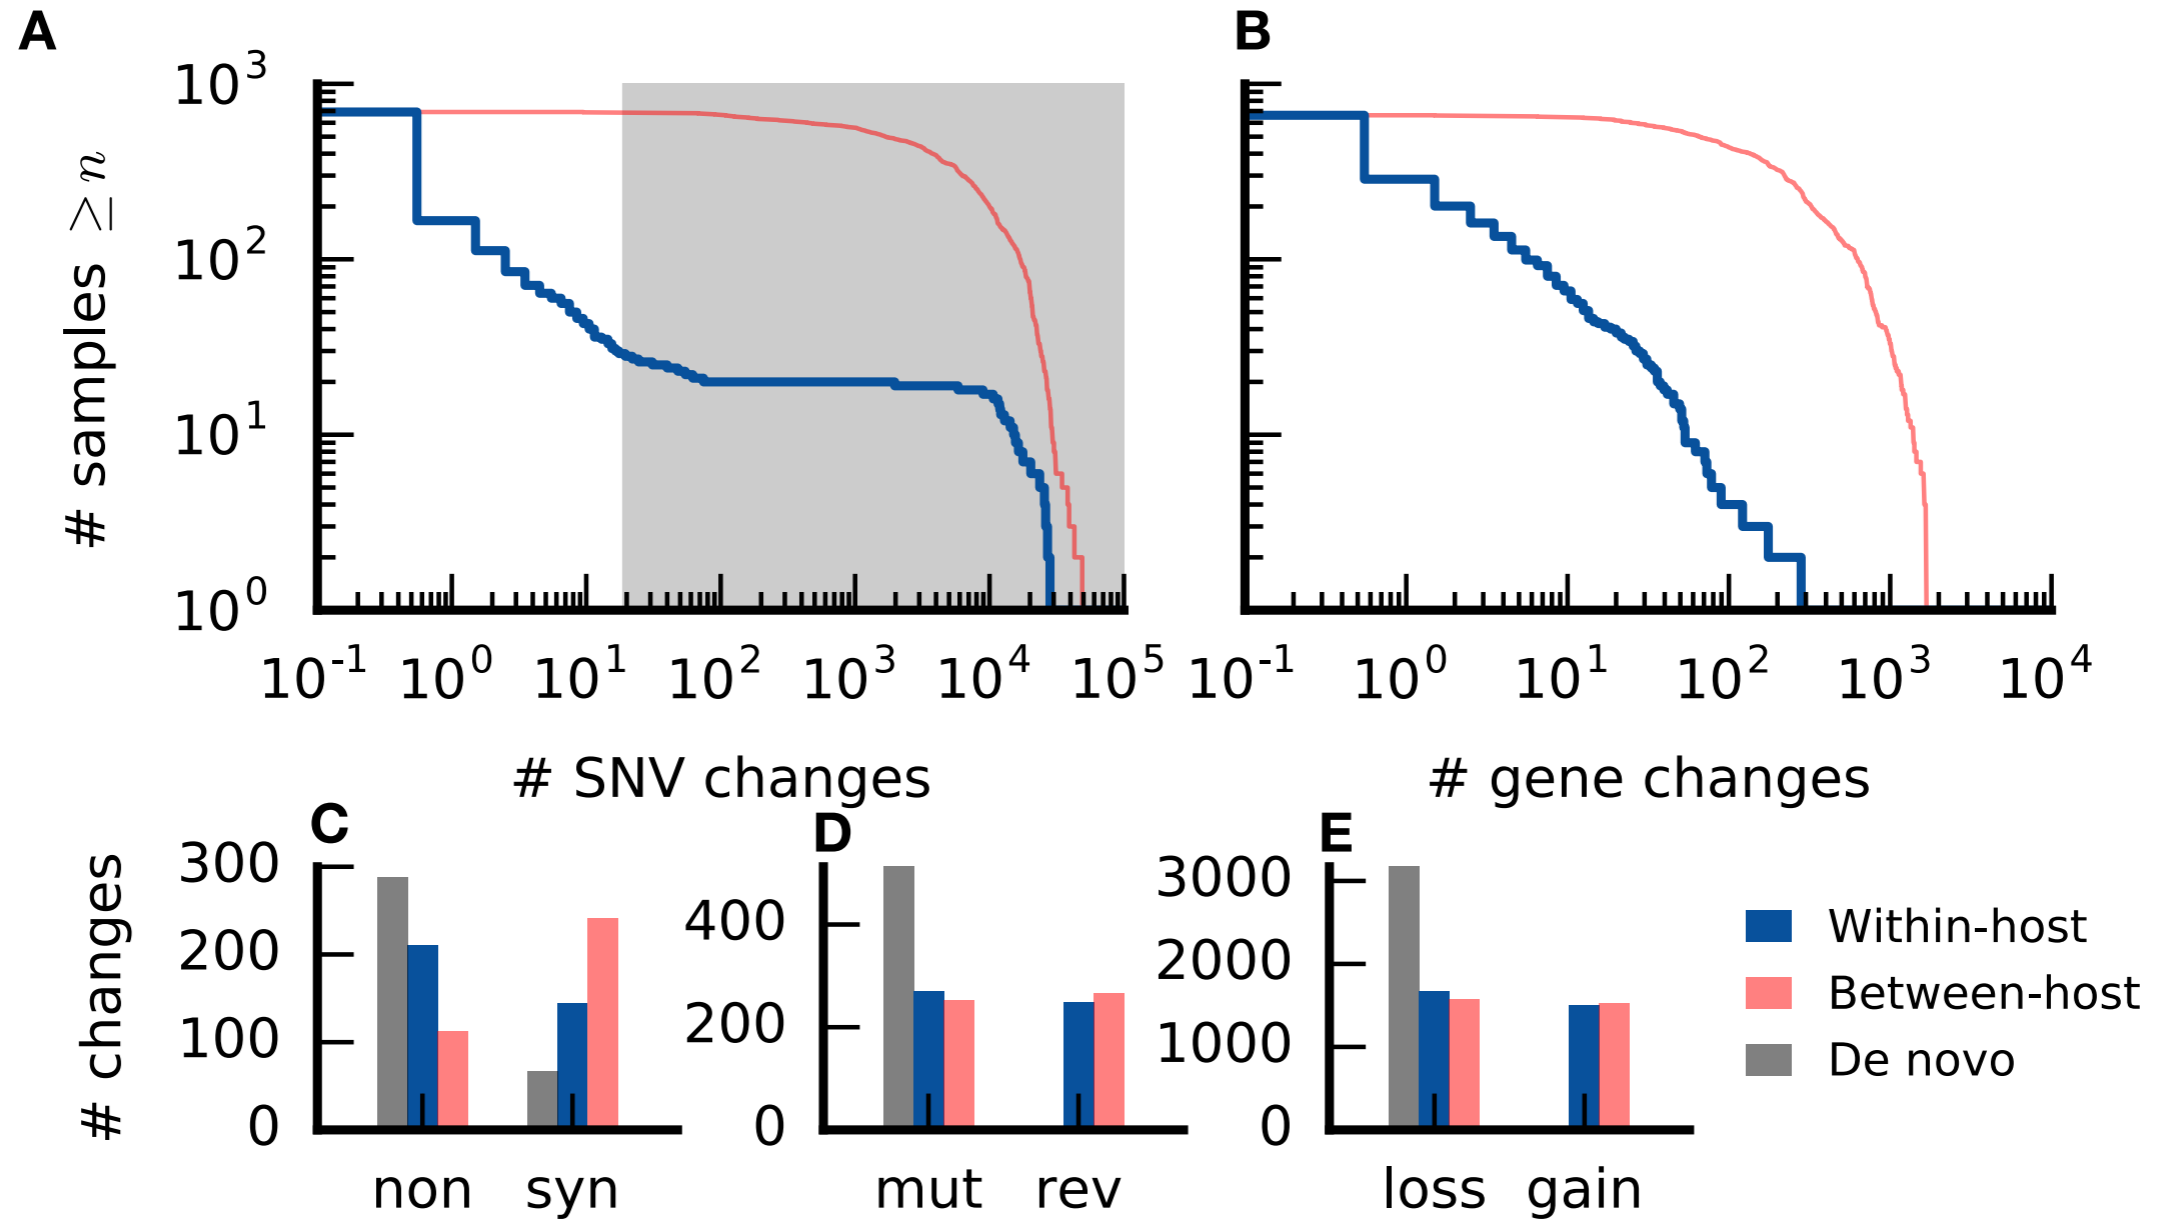 A
B
10^3
10^2
10^1
10^0
# samples ≥ n
10^-1 10^0 10^1 10^2 10^3 10^4 10^5
10^-1 10^0 10^1 10^2 10^3 10^4
# SNV changes
# gene changes
C
D
E
# changes
300
200
100
0
non syn
400
200
0
mut rev
3000
2000
1000
0
loss gain
Within-host
Between-host
De novo